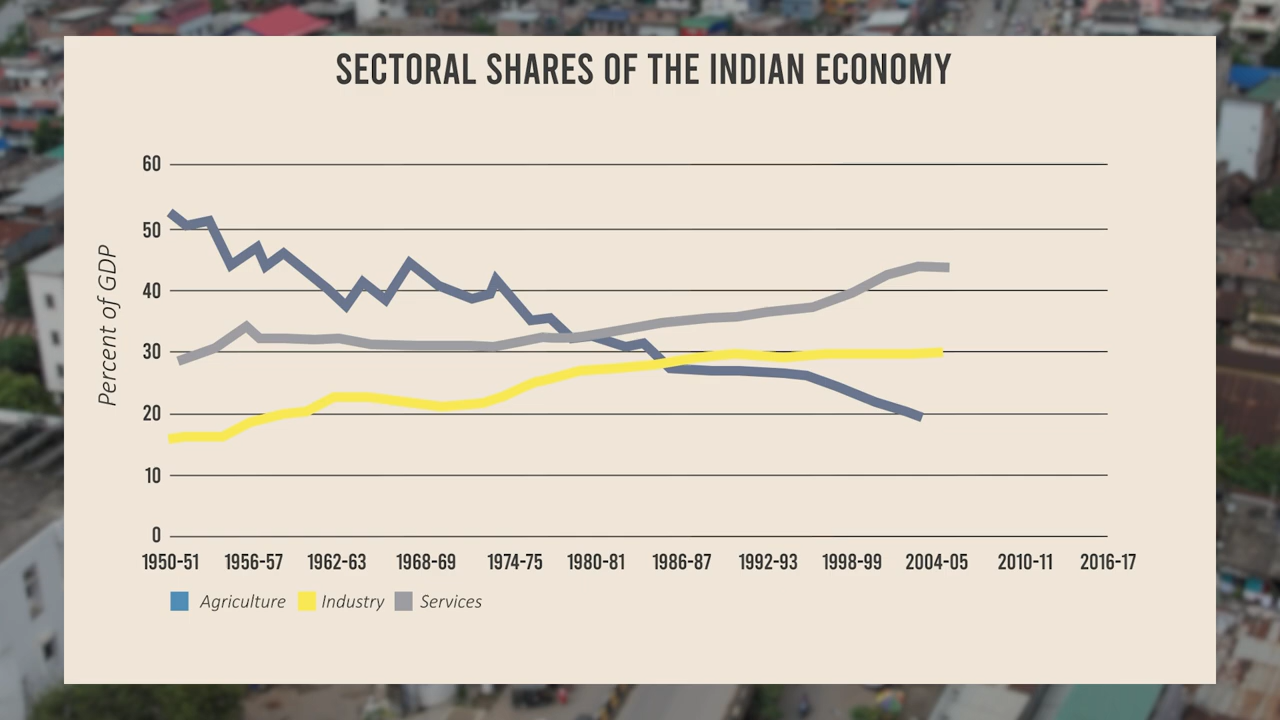 SECTORAL SHARES OF THE INDIAN ECONOMY
Percent of GDP
60
50
40
30
20
10
0
1950-51 1956-57 1962-63 1968-69 1974-75 1980-81 1986-87 1992-93 1998-99 2004-05 2010-11 2016-17
Agriculture Industry Services